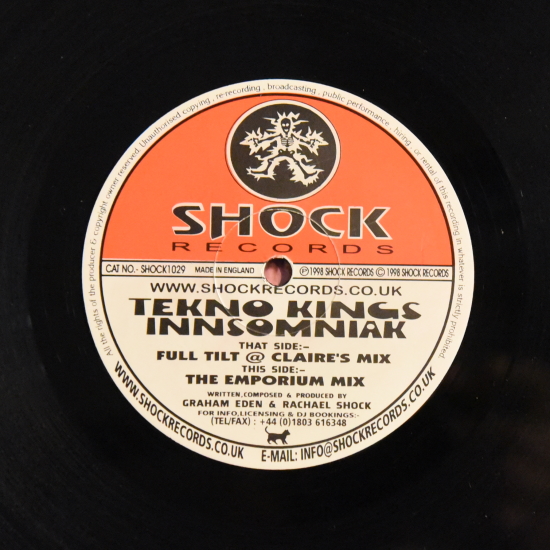 All the rights of the producer & copyright owner reserved. Unauthorised copying, re-recording, broadcasting, public performance, hiring, or rental of this recording in whatever is strictly prohibited
SHOCK
RECORDS
CAT NO.- SHOCK1029 MADE IN ENGLAND ℗1998 SHOCK RECORDS ©1998 SHOCK RECORDS
WWW.SHOCKRECORDS.CO.UK
TEKNO KINGS
INNSOMNIAK
THAT SIDE:-
FULL TILT @ CLAIRE'S MIX
THIS SIDE:-
THE EMPORIUM MIX
WRITTEN,COMPOSED & PRODUCED BY
GRAHAM EDEN & RACHAEL SHOCK
FOR INFO,LICENSING & DJ BOOKINGS:-
(TEL/FAX) : +44 (0)1803 616348
WWW.SHOCKRECORDS.CO.UK E-MAIL: INFO@SHOCKRECORDS.CO.UK